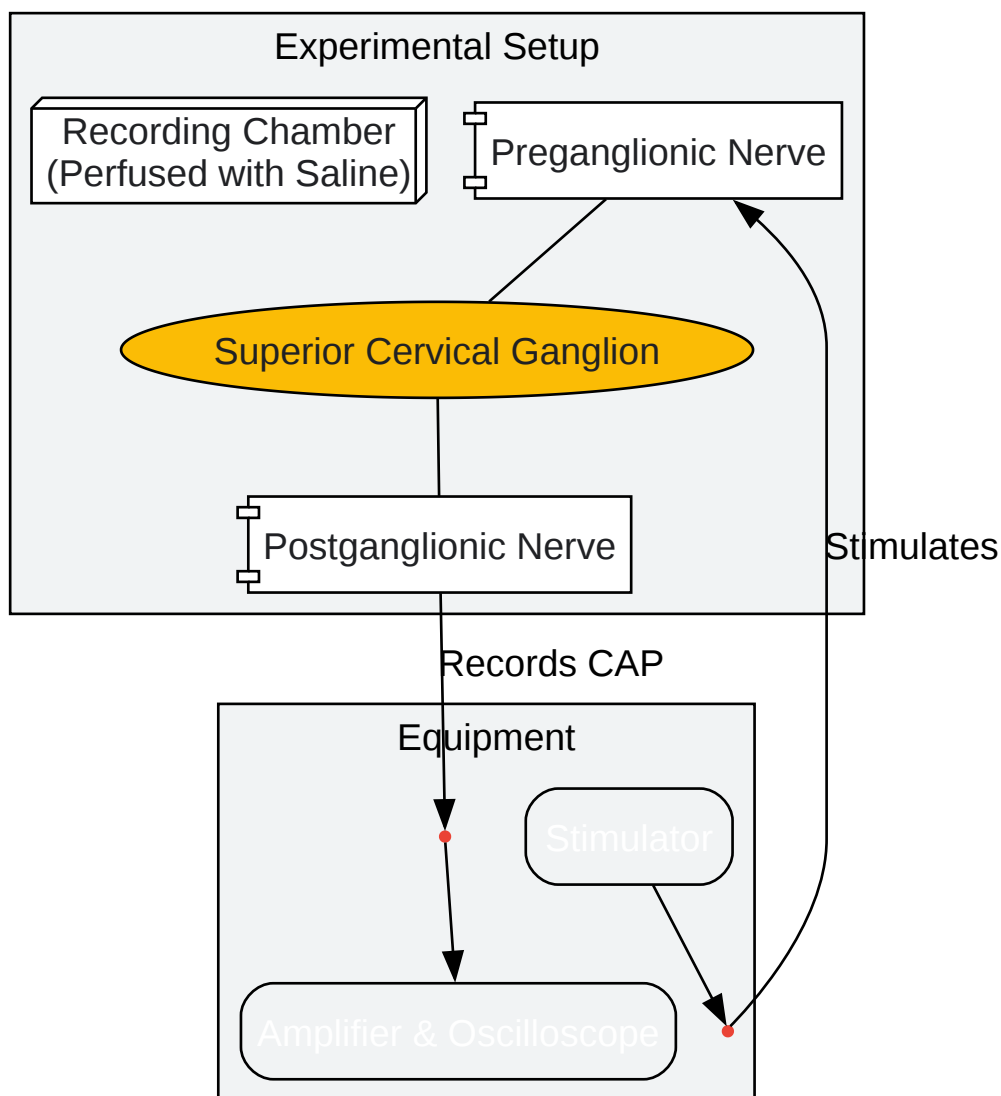 Experimental Setup
Recording Chamber
(Perfused with Saline)
Preganglionic Nerve
Superior Cervical Ganglion
Postganglionic Nerve
Stimulates
Records CAP
Equipment
Stimulator
Amplifier & Oscilloscope